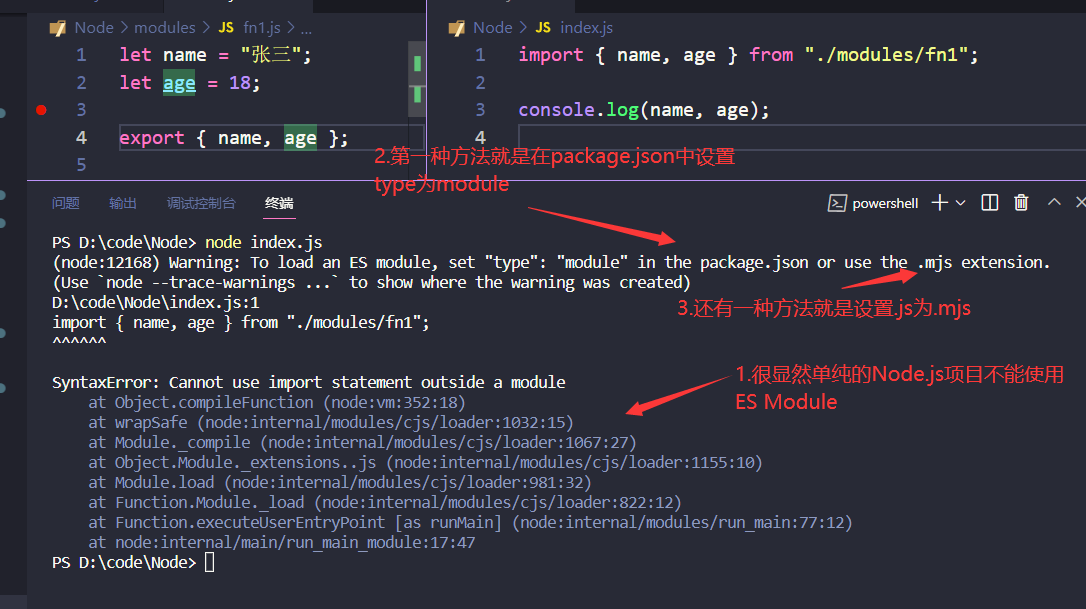 Node > modules > JS fn1.js > ...
1 let name = "张三";
2 let age = 18;
3
4 export { name, age };
5
Node > JS index.js
1 import { name, age } from "./modules/fn1";
2
3 console.log(name, age);
4
2.第一种方法就是在package.json中设置
type为module
问题 输出 调试控制台 终端
powershell
PS D:\code\Node> node index.js
(node:12168) Warning: To load an ES module, set "type": "module" in the package.json or use the .mjs extension.
(Use `node --trace-warnings ...` to show where the warning was created)
D:\code\Node\index.js:1
import { name, age } from "./modules/fn1";
^^^^^^
3.还有一种方法就是设置.js为.mjs
SyntaxError: Cannot use import statement outside a module
1.很显然单纯的Node.js项目不能使用
ES Module
at Object.compileFunction (node:vm:352:18)
at wrapSafe (node:internal/modules/cjs/loader:1032:15)
at Module._compile (node:internal/modules/cjs/loader:1067:27)
at Object.Module._extensions..js (node:internal/modules/cjs/loader:1155:10)
at Module.load (node:internal/modules/cjs/loader:981:32)
at Function.Module._load (node:internal/modules/cjs/loader:822:12)
at Function.executeUserEntryPoint [as runMain] (node:internal/modules/run_main:77:12)
at node:internal/main/run_main_module:17:47
PS D:\code\Node>